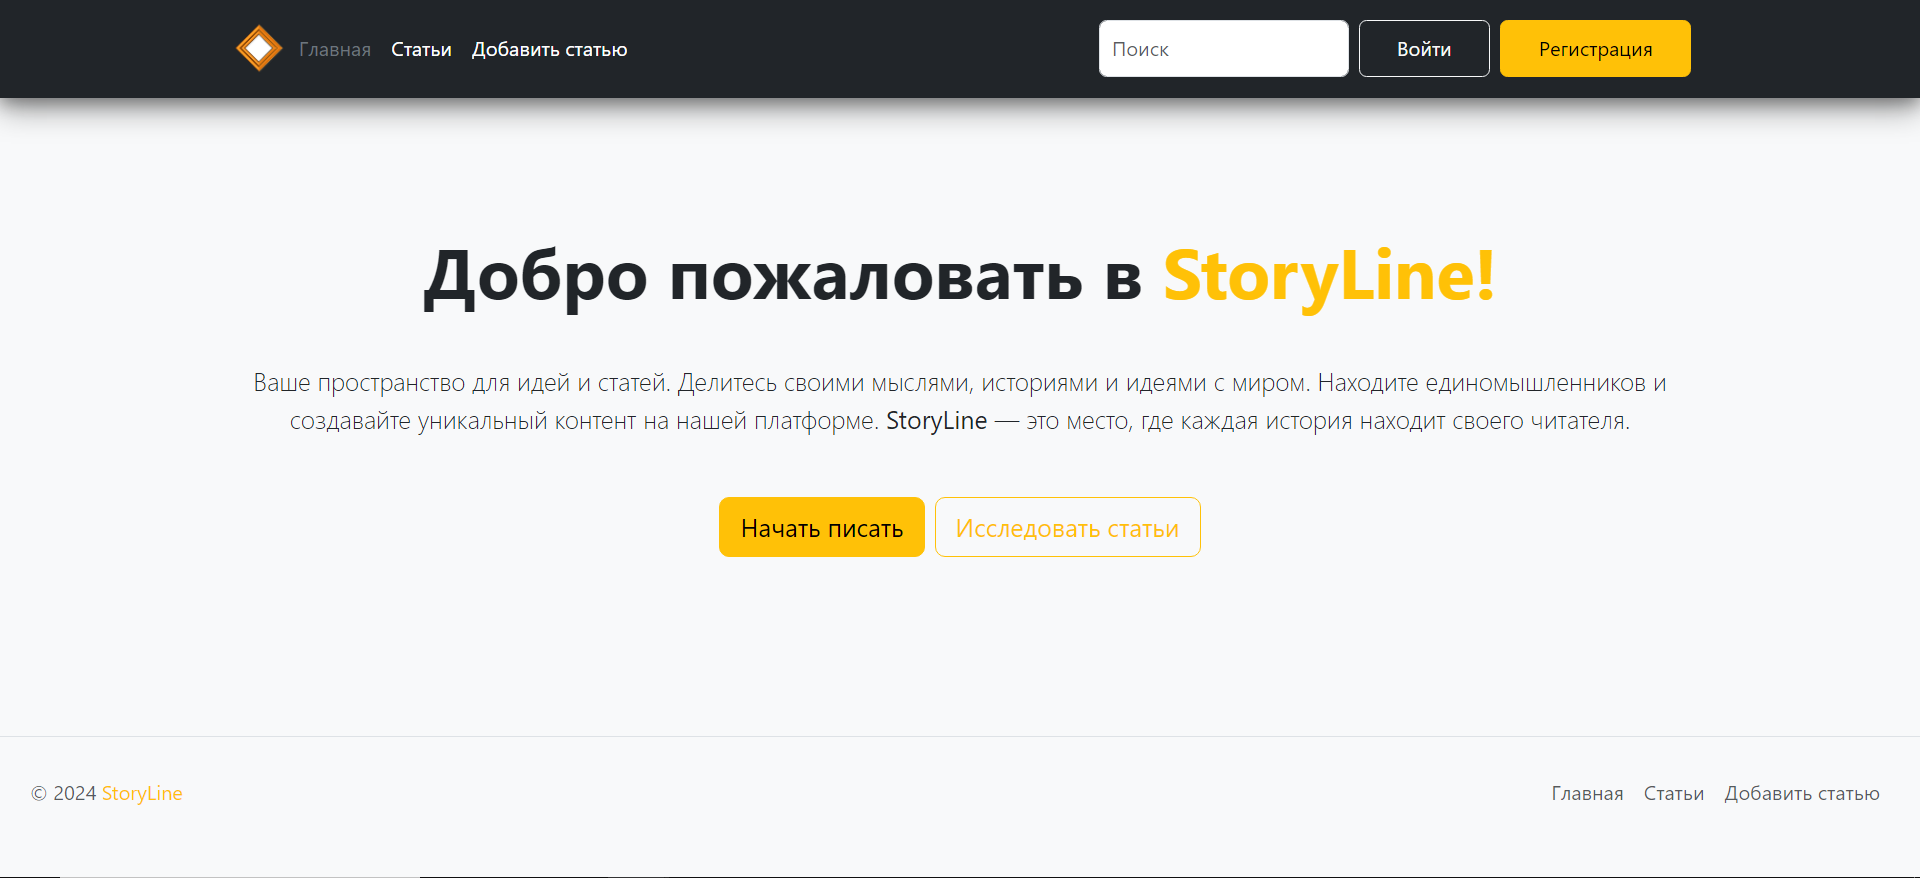 Главная Статьи Добавить статью Поиск Войти Регистрация
Добро пожаловать в StoryLine!
Ваше пространство для идей и статей. Делитесь своими мыслями, историями и идеями с миром. Находите единомышленников и
создавайте уникальный контент на нашей платформе. StoryLine — это место, где каждая история находит своего читателя.
Начать писать Исследовать статьи
© 2024 StoryLine Главная Статьи Добавить статью